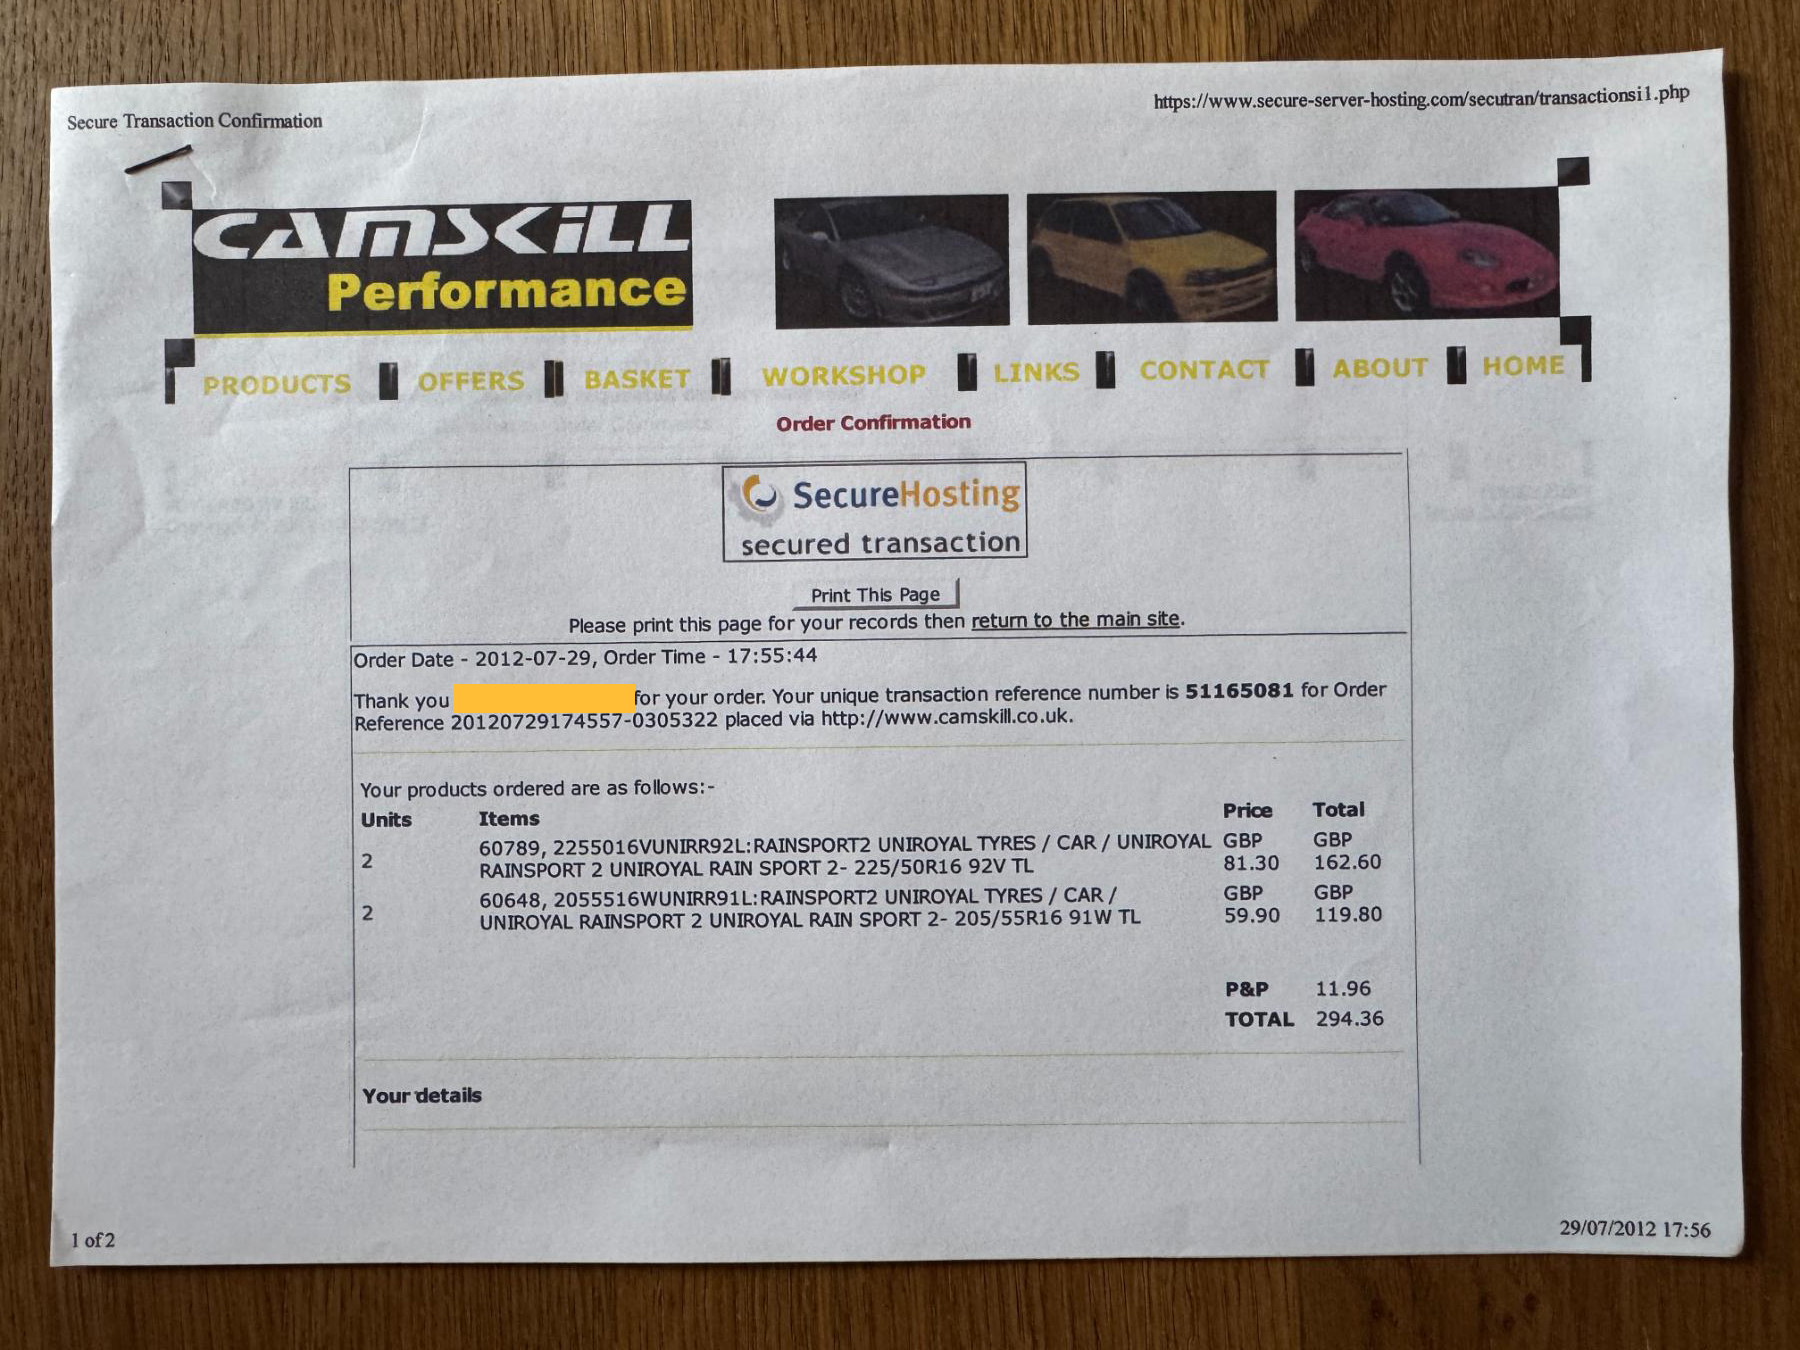 Secure Transaction Confirmation
https://www.secure-server-hosting.com/secutran/transactionsi1.php
CAMSKiLL
Performance
PRODUCTS OFFERS BASKET WORKSHOP LINKS CONTACT ABOUT HOME
Order Confirmation
SecureHosting
secured transaction
Print This Page
Please print this page for your records then return to the main site.
Order Date - 2012-07-29, Order Time - 17:55:44
Thank you for your order. Your unique transaction reference number is 51165081 for Order
Reference 20120729174557-0305322 placed via http://www.camskill.co.uk.
Your products ordered are as follows:-
Units Items Price Total
60789, 2255016VUNIRR92L:RAINSPORT2 UNIROYAL TYRES / CAR / UNIROYAL GBP GBP
2 RAINSPORT 2 UNIROYAL RAIN SPORT 2- 225/50R16 92V TL 81.30 162.60
60648, 2055516WUNIRR91L:RAINSPORT2 UNIROYAL TYRES / CAR / GBP GBP
2 UNIROYAL RAINSPORT 2 UNIROYAL RAIN SPORT 2- 205/55R16 91W TL 59.90 119.80
P&P 11.96
TOTAL 294.36
Your details
1 of 2
29/07/2012 17:56